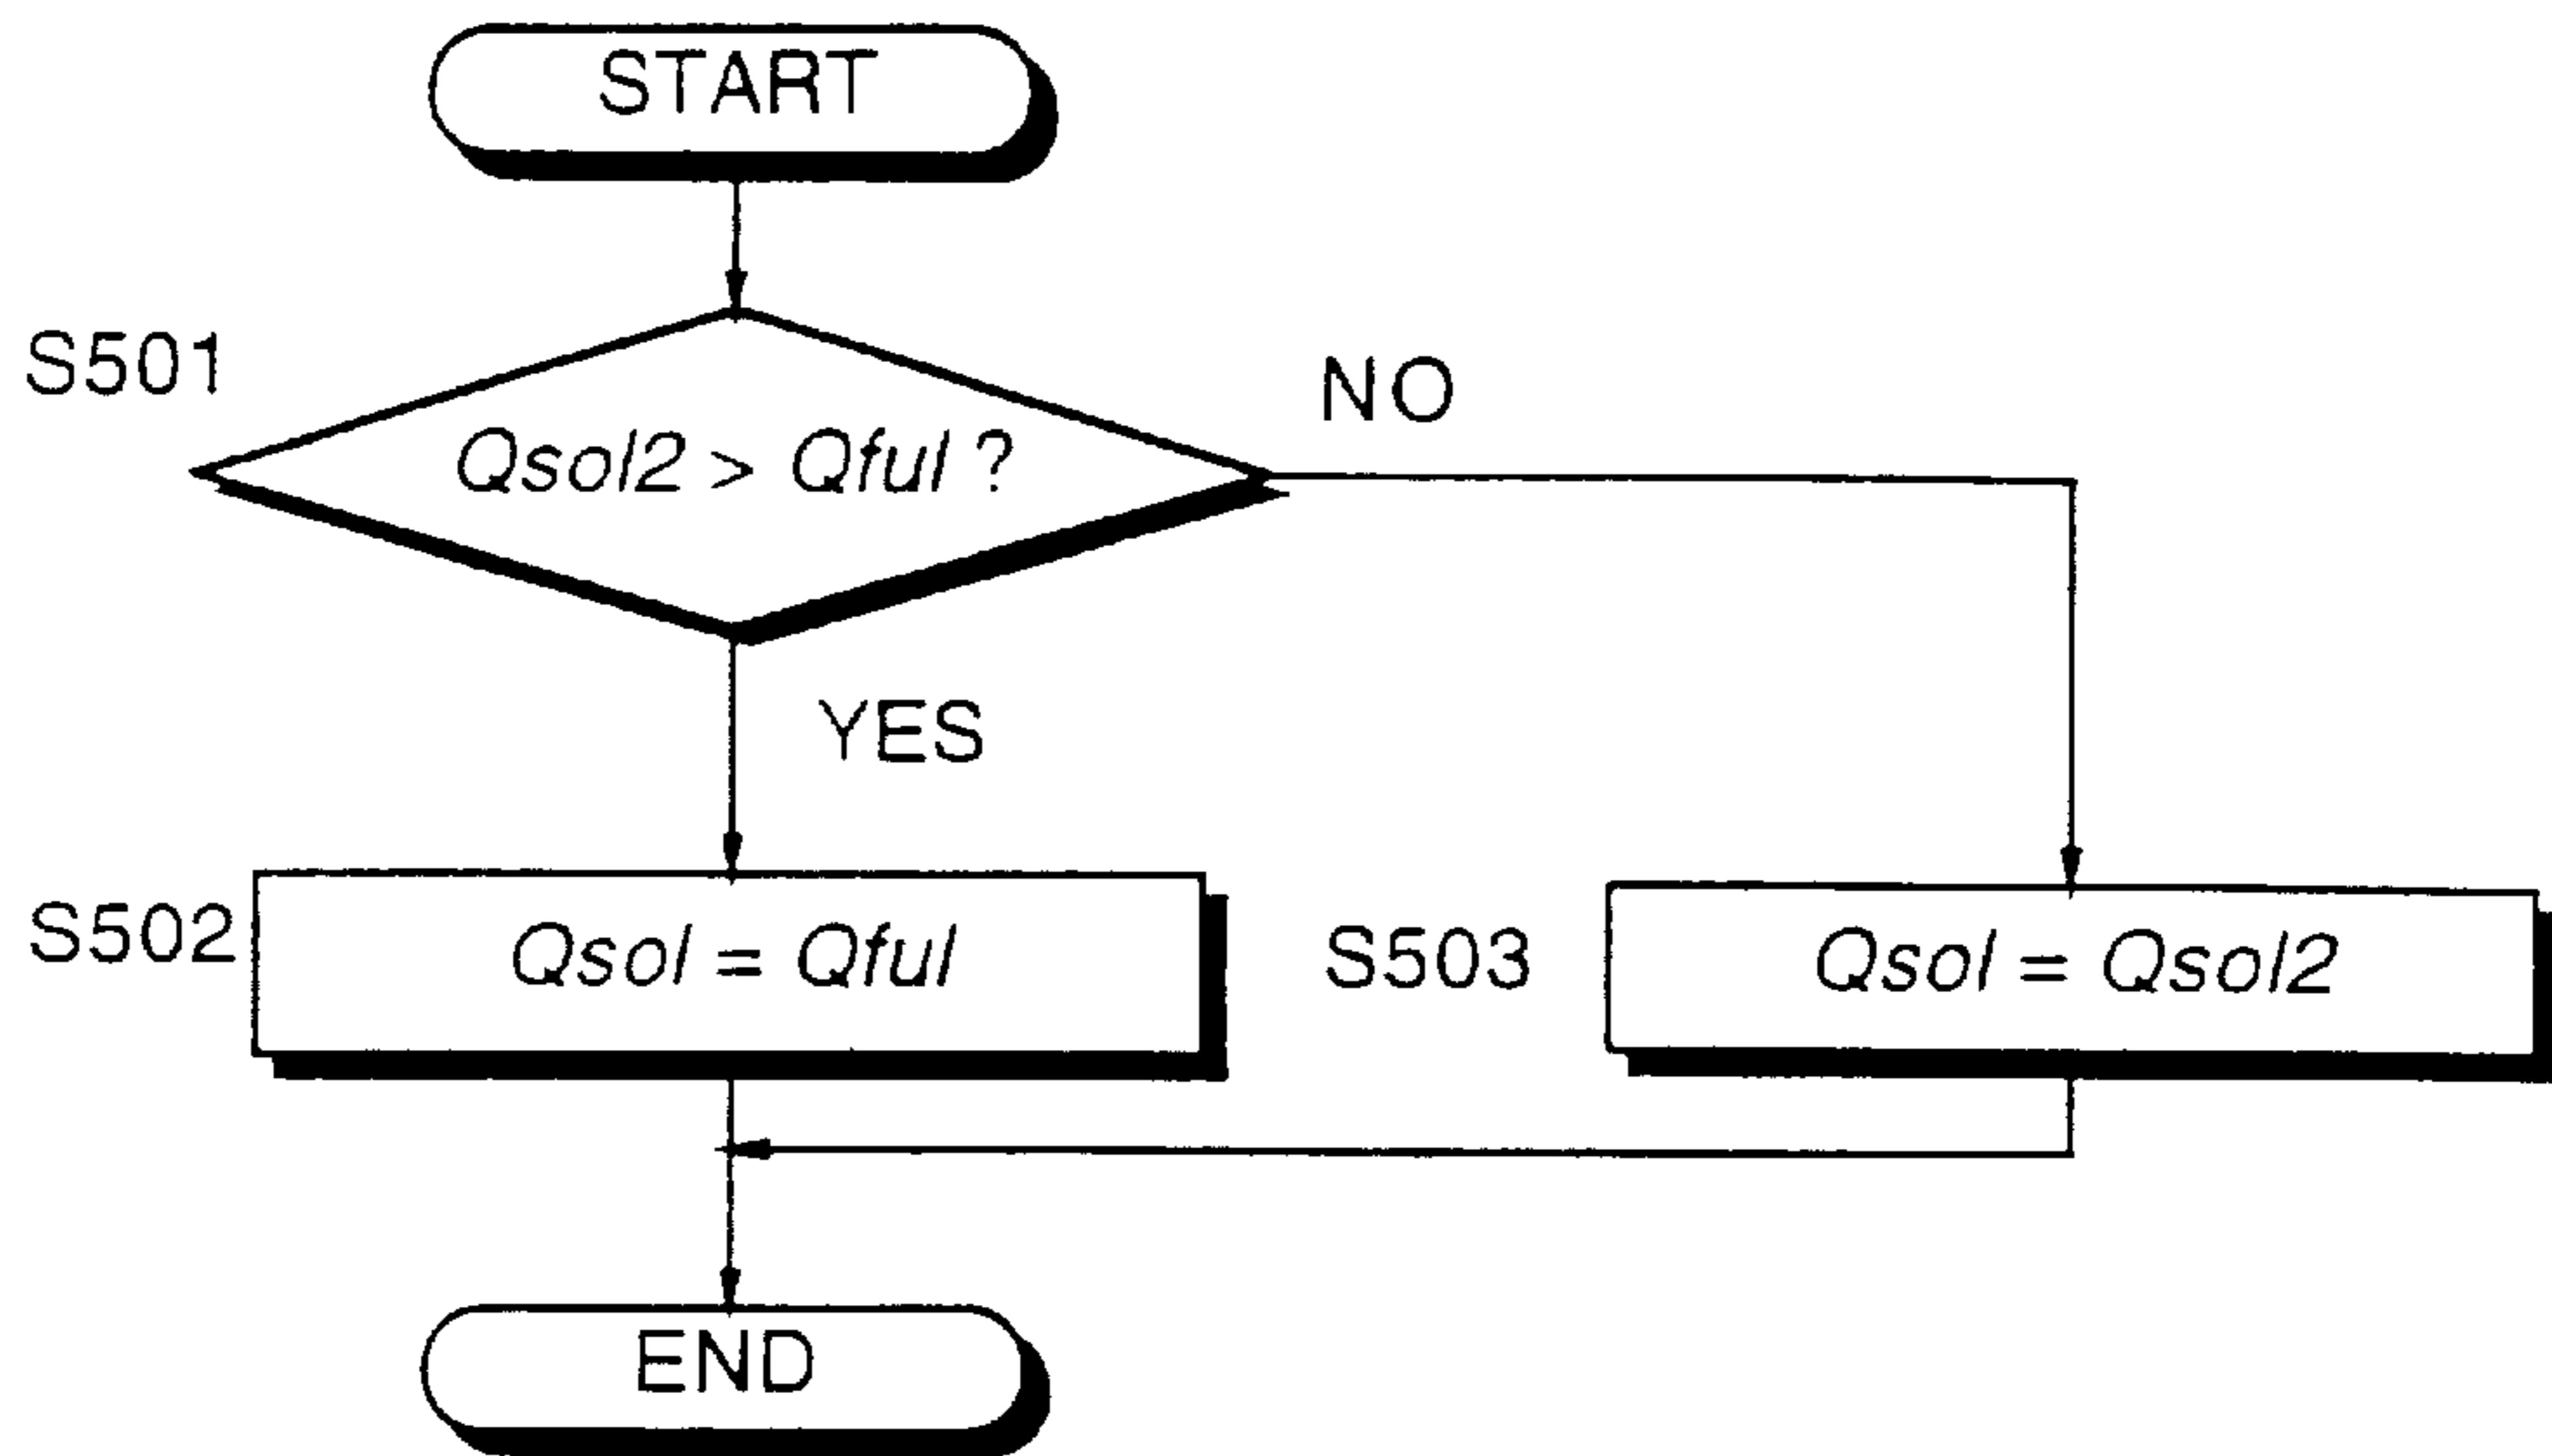 START
S501
Qsol2 > Qful ?
NO
YES
S502
Qsol = Qful
S503
Qsol = Qsol2
END